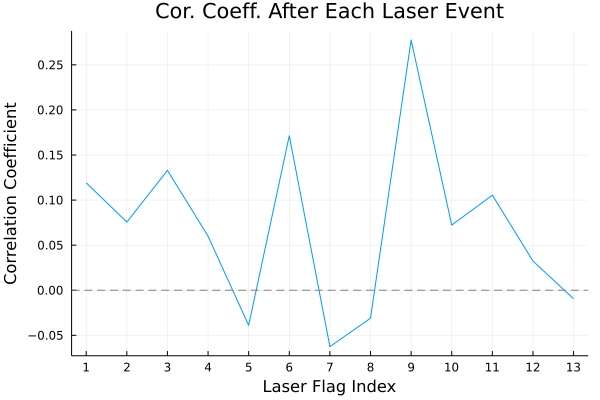 Cor. Coeff. After Each Laser Event
Correlation Coefficient
0.25
0.20
0.15
0.10
0.05
0.00
−0.05
1 2 3 4 5 6 7 8 9 10 11 12 13
Laser Flag Index